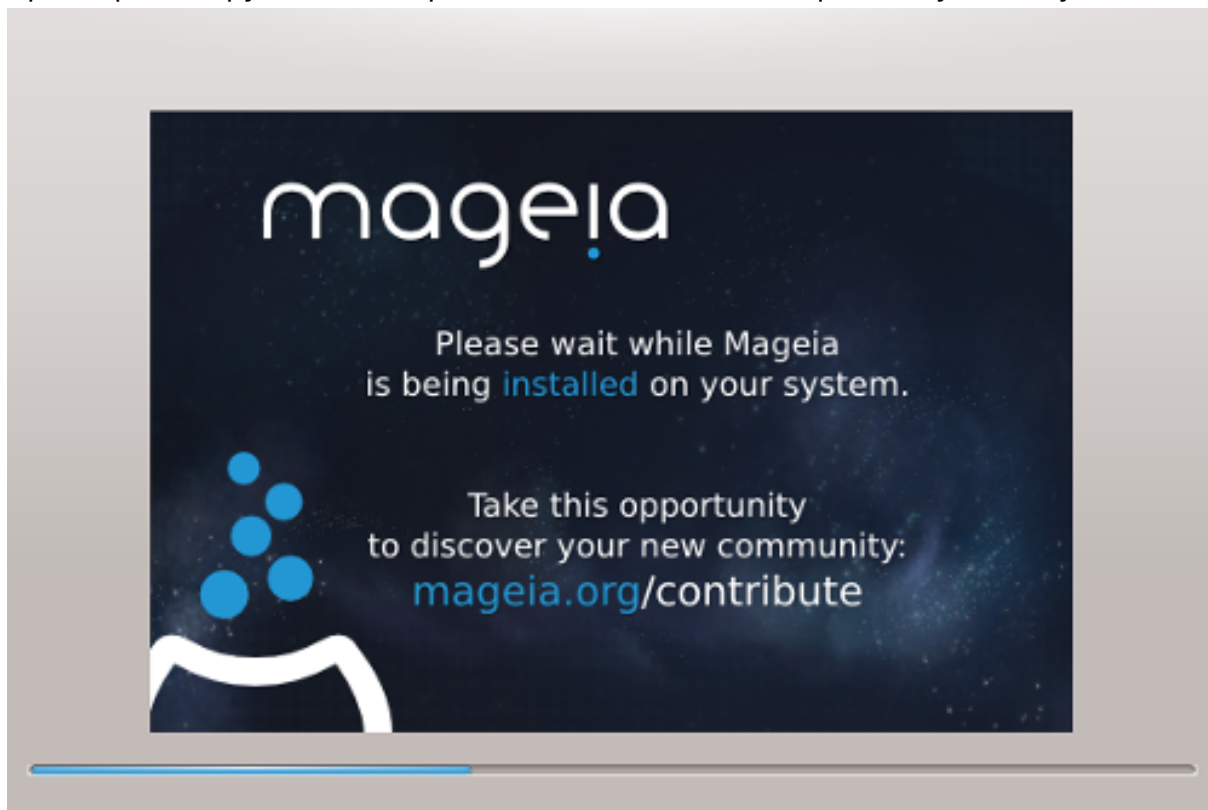 mageia
Please wait while Mageia
is being installed on your system.
Take this opportunity
to discover your new community:
mageia.org/contribute